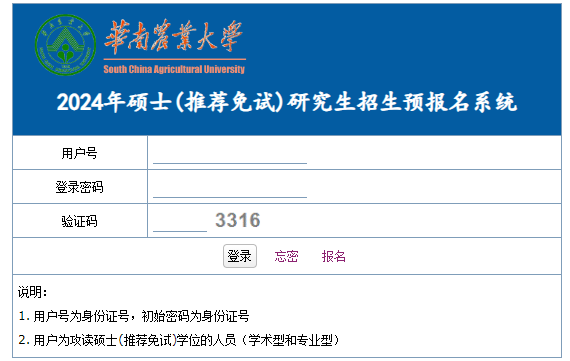 华南农业大学
South China Agricultural University
2024年硕士(推荐免试)研究生招生预报名系统
用户号
登录密码
验证码 3316
登录 忘密 报名
说明：
1. 用户号为身份证号，初始密码为身份证号
2. 用户为攻读硕士(推荐免试)学位的人员（学术型和专业型）